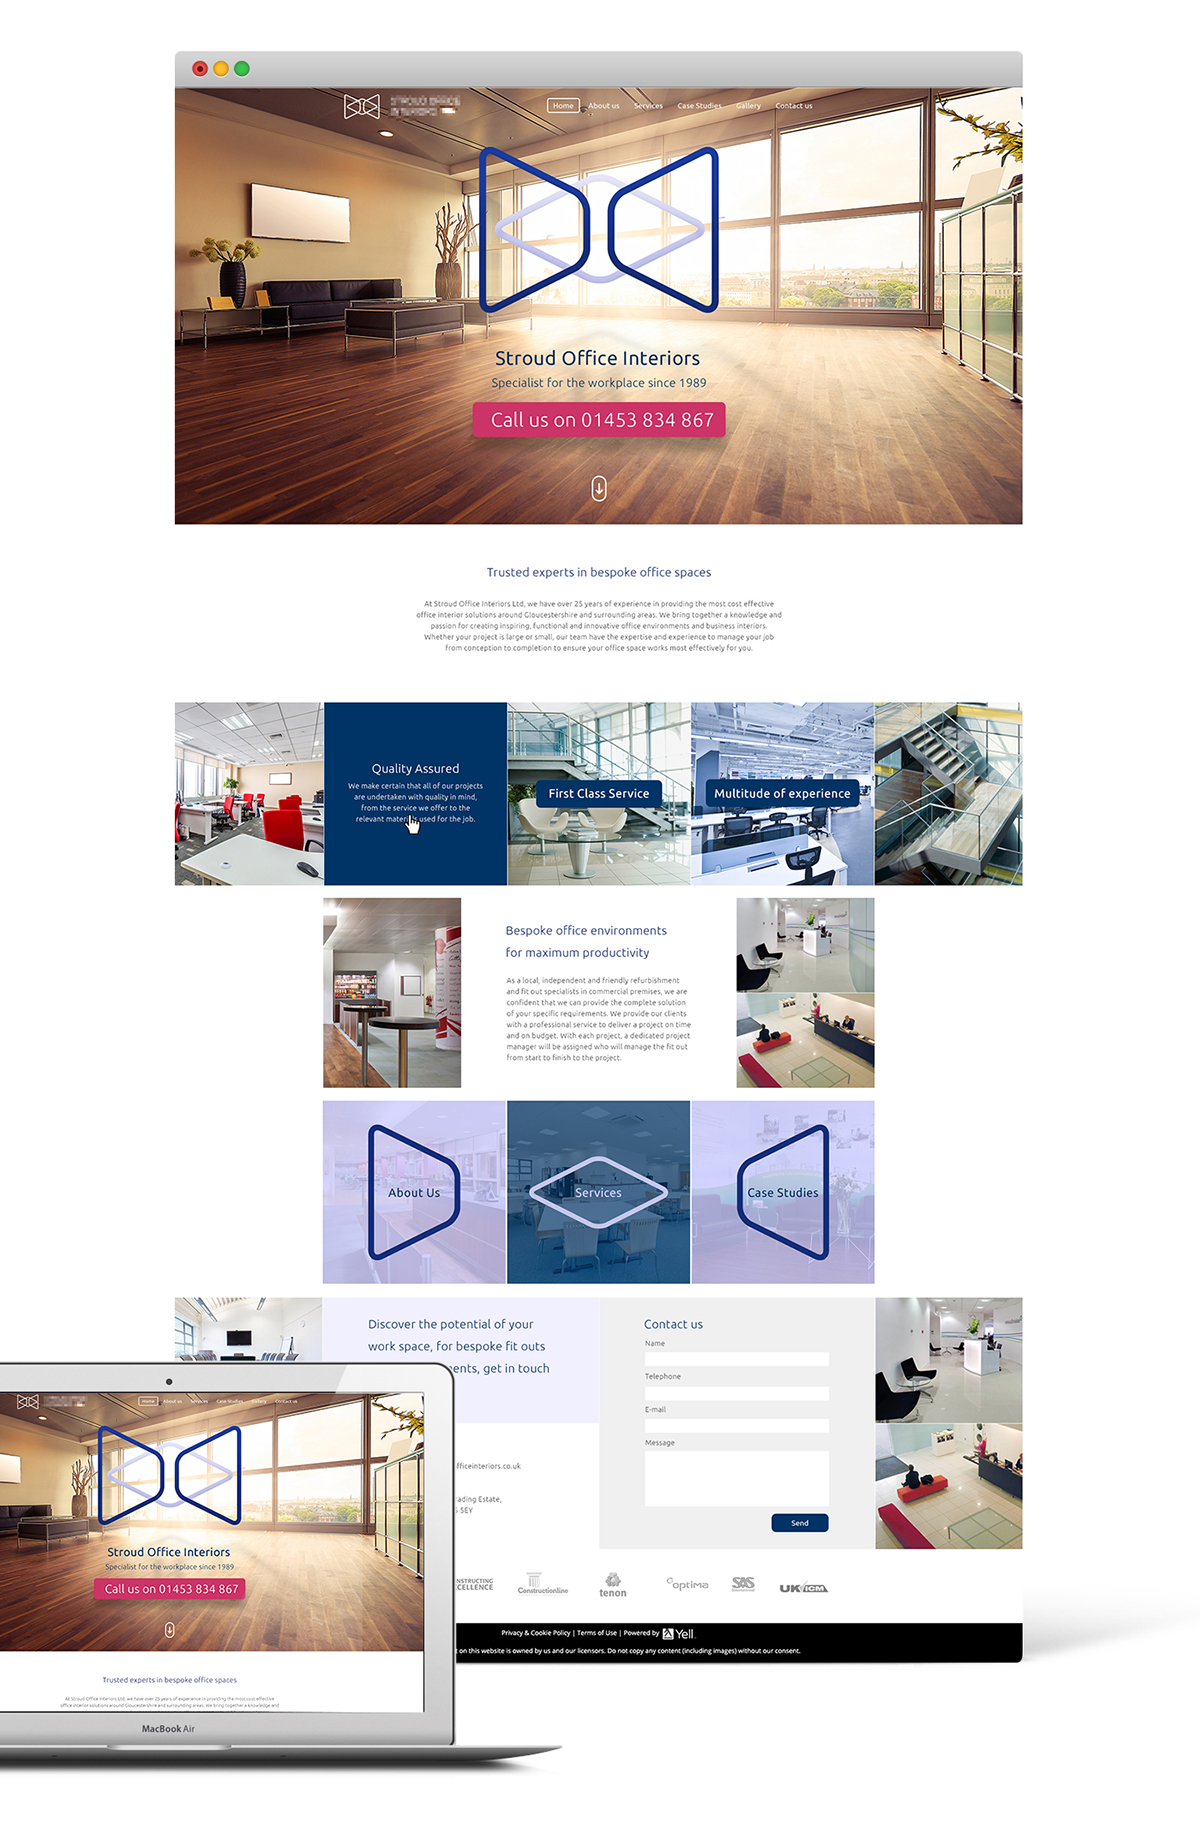 STROUD OFFICE
Home About us Services Case Studies Gallery Contact us
Stroud Office Interiors
Specialist for the workplace since 1989
Call us on 01453 834 867
Trusted experts in bespoke office spaces
At Stroud Office Interiors Ltd, we have over 25 years of experience in providing the most cost effective
office interior solutions around Gloucestershire and surrounding areas. We bring together a knowledge and
passion for creating inspiring, functional and innovative office environments and business interiors.
Whether your project is large or small, our team have the expertise and experience to manage your job
from conception to completion to ensure your office space works most effectively for you.
Quality Assured
We make certain that all of our projects
are undertaken with quality in mind,
from the service we offer to the
relevant materials used for the job.
First Class Service
Multitude of experience
Bespoke office environments
for maximum productivity
As a local, independent and friendly refurbishment
and fit out specialists in commercial premises, we are
confident that we can provide the complete solution
of your specific requirements. We provide our clients
with a professional service to deliver a project on time
and on budget. With each project, a dedicated project
manager will be assigned who will manage the fit out
from start to finish to the project.
About Us
Services
Case Studies
Discover the potential of your
work space, for bespoke fit outs
ents, get in touch
fficeinteriors.co.uk
rading Estate,
5EY
Contact us
Name
Telephone
E-mail
Message
Send
NSTRUCTING
CELLENCE
Constructionline
tenon
optima
SAS
UK ICM
Privacy & Cookie Policy | Terms of Use | Powered by Yell.
t on this website is owned by us and our licensors. Do not copy any content (including images) without our consent.
Home About us Services Case Studies Gallery Contact us
Stroud Office Interiors
Specialist for the workplace since 1989
Call us on 01453 834 867
Trusted experts in bespoke office spaces
At Stroud Office Interiors Ltd, we have over 25 years of experience in providing the most cost effective
office interior solutions around Gloucestershire and surrounding areas. We bring together a knowledge and
MacBook Air